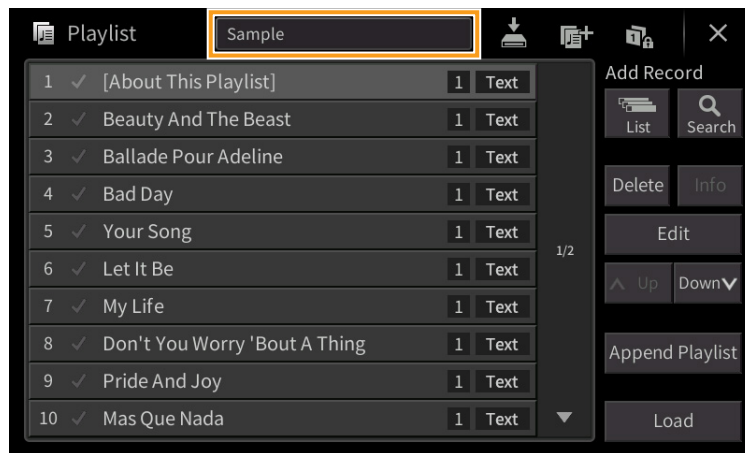 Playlist Sample
Add Record
1 [About This Playlist] 1 Text
2 Beauty And The Beast 1 Text
3 Ballade Pour Adeline 1 Text
4 Bad Day 1 Text
5 Your Song 1 Text
6 Let It Be 1 Text
7 My Life 1 Text
8 Don't You Worry 'Bout A Thing 1 Text
9 Pride And Joy 1 Text
10 Mas Que Nada 1 Text
1/2
List Search
Delete Info
Edit
Up Down
Append Playlist
Load